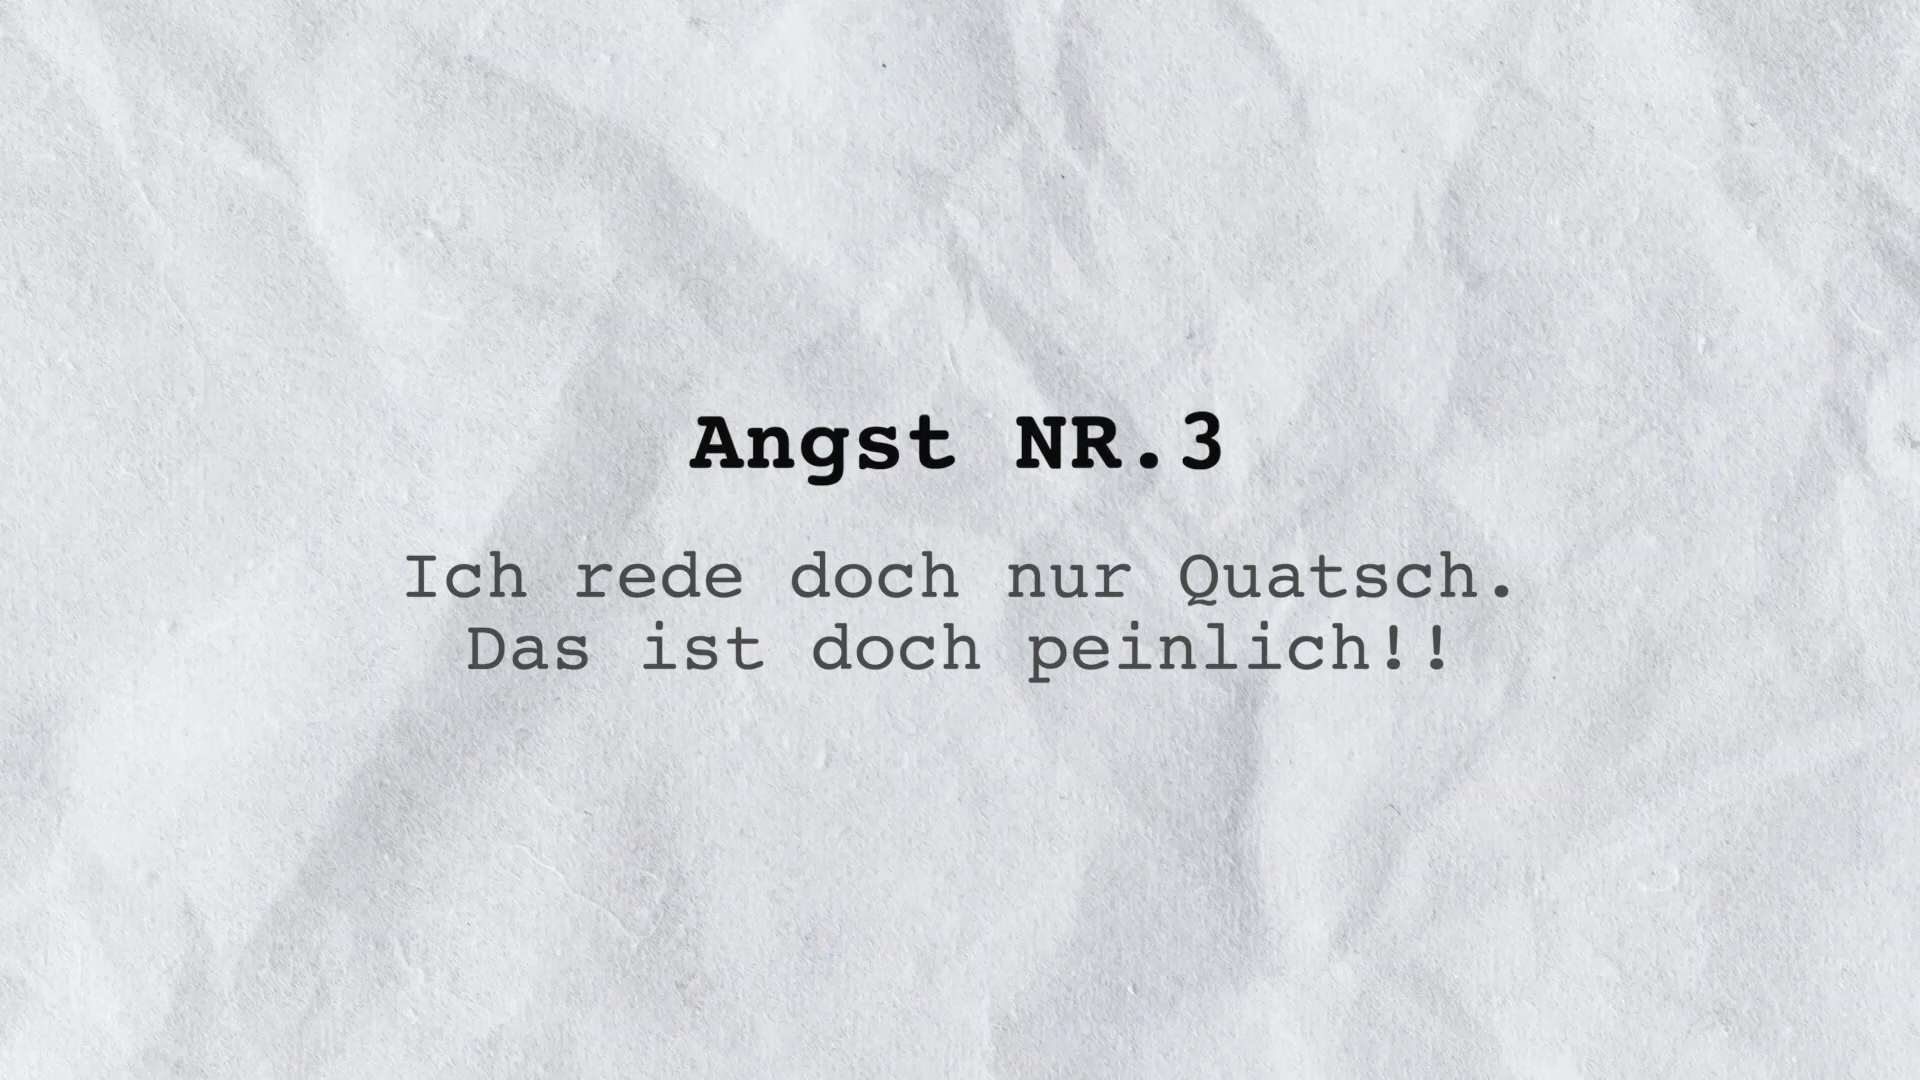 Angst NR.3
Ich rede doch nur Quatsch.
Das ist doch peinlich!!